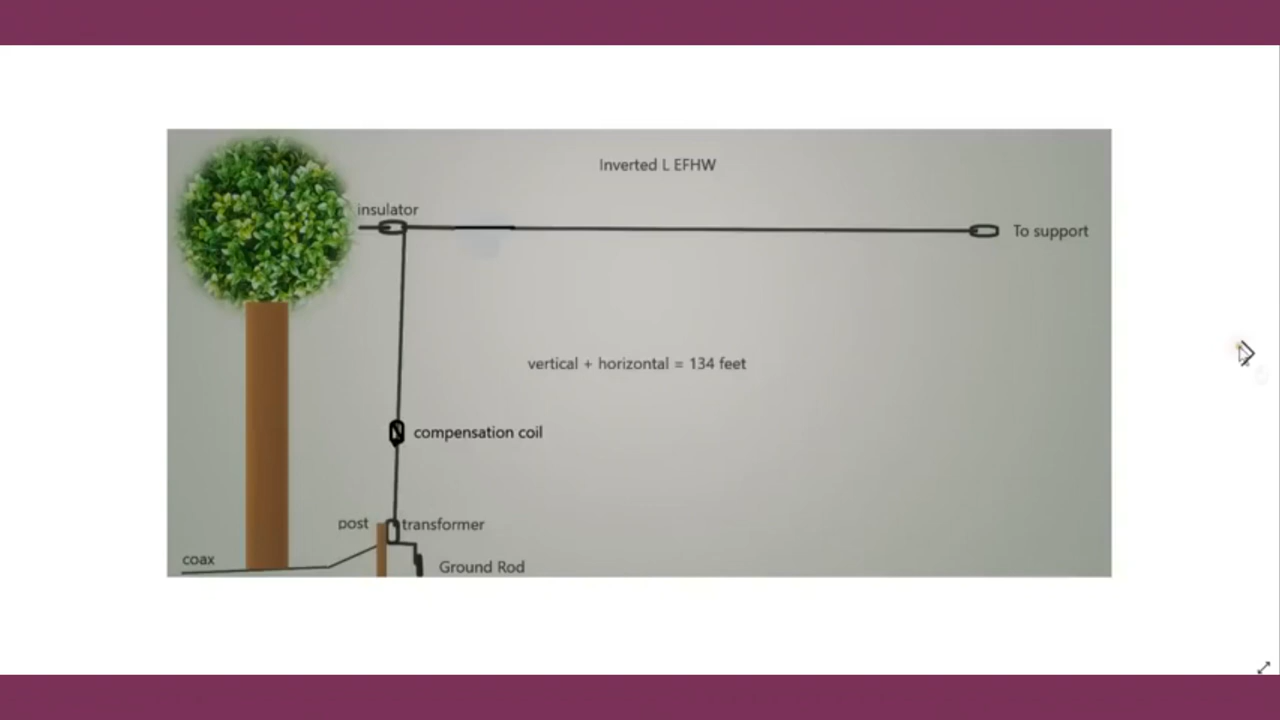 Inverted L EFHW
insulator
To support
vertical + horizontal = 134 feet
compensation coil
post
transformer
coax
Ground Rod